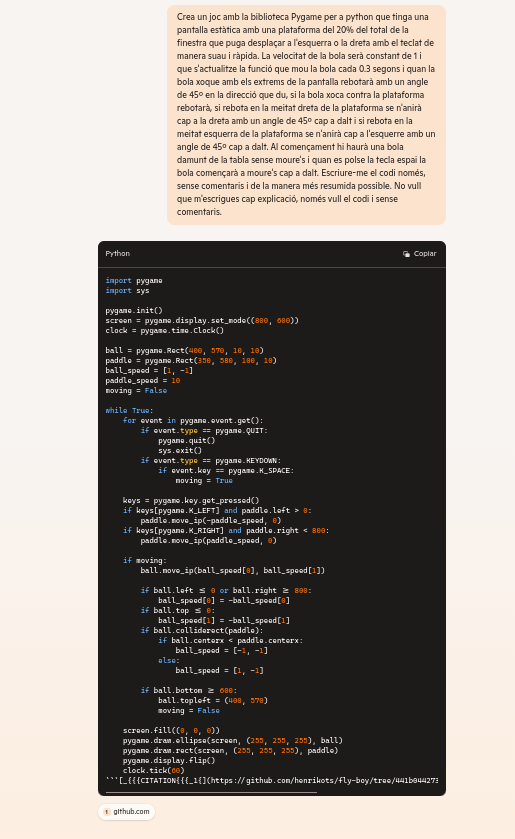 Crea un joc amb la biblioteca Pygame per a python que tinga una
pantalla estàtica amb una plataforma del 20% del total de la
finestra que puga desplaçar a l'esquerra o la dreta amb el teclat de
manera suau i ràpida. La velocitat de la bola serà constant de 1 i
que s'actualitze la funció que mou la bola cada 0.3 segons i quan la
bola xoque amb els extrems de la pantalla rebotarà amb un angle
de 45º en la direcció que du, si la bola xoca contra la plataforma
rebotarà, si rebota en la meitat dreta de la plataforma se n'anirà
cap a la dreta amb un angle de 45º cap a dalt i si rebota en la
meitat esquerra de la plataforma se n'anirà cap a l'esquerre amb un
angle de 45º cap a dalt. Al començament hi haurà una bola
damunt de la tabla sense moure's i quan es polse la tecla espai la
bola començarà a moure's cap a dalt. Escriure-me el codi només,
sense comentaris i de la manera més resumida possible. No vull
que m'escrigues cap explicació, només vull el codi i sense
comentaris.
Python
Copiar
import pygame
import sys
pygame.init()
screen = pygame.display.set_mode((800, 600))
clock = pygame.time.Clock()
ball = pygame.Rect(400, 570, 10, 10)
paddle = pygame.Rect(350, 580, 100, 10)
ball_speed = [1, -1]
paddle_speed = 10
moving = False
while True:
    for event in pygame.event.get():
        if event.type == pygame.QUIT:
            pygame.quit()
            sys.exit()
        if event.type == pygame.KEYDOWN:
            if event.key == pygame.K_SPACE:
                moving = True
    keys = pygame.key.get_pressed()
    if keys[pygame.K_LEFT] and paddle.left > 0:
        paddle.move_ip(-paddle_speed, 0)
    if keys[pygame.K_RIGHT] and paddle.right < 800:
        paddle.move_ip(paddle_speed, 0)
    if moving:
        ball.move_ip(ball_speed[0], ball_speed[1])
        if ball.left ≤ 0 or ball.right ≥ 800:
            ball_speed[0] = -ball_speed[0]
        if ball.top ≤ 0:
            ball_speed[1] = -ball_speed[1]
        if ball.colliderect(paddle):
            if ball.centerx < paddle.centerx:
                ball_speed = [-1, -1]
            else:
                ball_speed = [1, -1]
        if ball.bottom ≥ 600:
            ball.topleft = (400, 570)
            moving = False
    screen.fill((0, 0, 0))
    pygame.draw.ellipse(screen, (255, 255, 255), ball)
    pygame.draw.rect(screen, (255, 255, 255), paddle)
    pygame.display.flip()
    clock.tick(60)
```[_{{{CITATION{{{_1{](https://github.com/henrikots/fly-boy/tree/441b044273
github.com